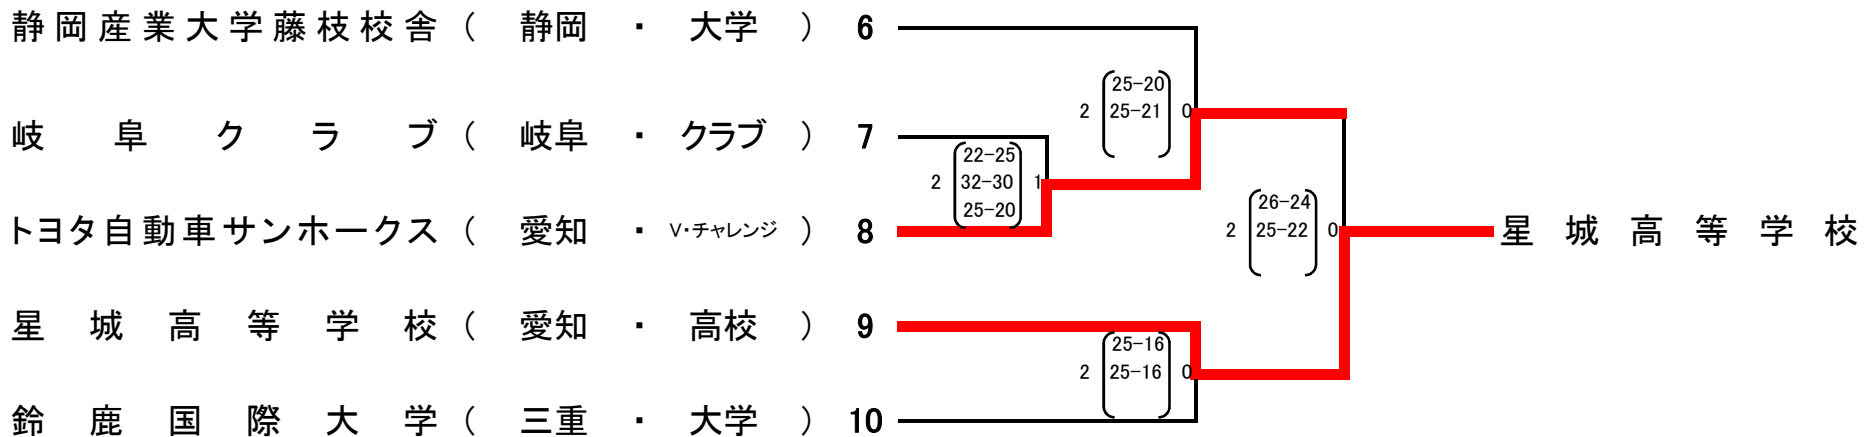 静岡産業大学藤枝校舎（ 静岡 ・ 大学 ） 6
25-20
2 25-21 0
岐阜クラブ（ 岐阜 ・ クラブ ） 7
22-25
2 32-30 1
25-20
トヨタ自動車サンホークス（ 愛知 ・ V・チャレンジ ） 8
26-24
2 25-22 0
星城高等学校
星城高等学校（ 愛知 ・ 高校 ） 9
25-16
2 25-16 0
鈴鹿国際大学（ 三重 ・ 大学 ） 10